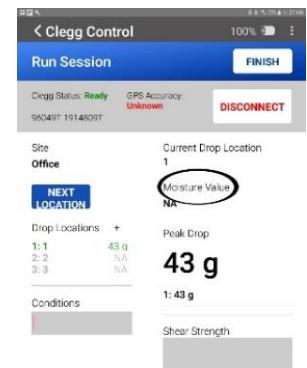 < Clegg Control 100%
Run Session FINISH
Clegg Status: Ready GPS Accuracy: Unknown
DISCONNECT
95049T 1914809T
Site
Office
Current Drop Location
1
NEXT LOCATION
Moisture Value
NA
Drop Locations +
1: 1 43 g
2: 2 NA
3: 3 NA
Peak Drop
43 g
1: 43 g
Conditions
Shear Strength